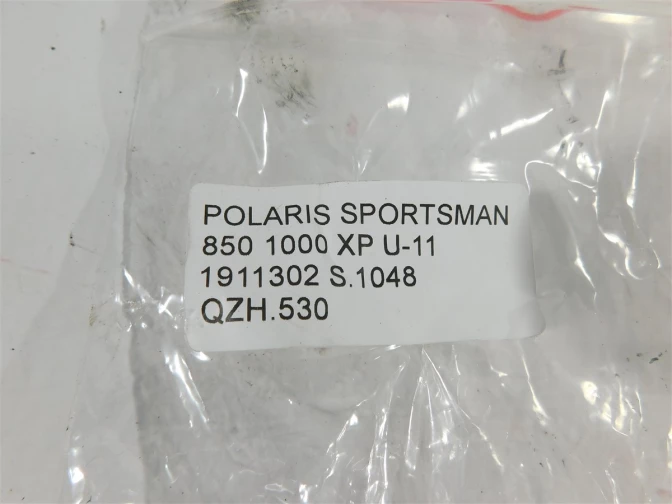 POLARIS SPORTSMAN
850 1000 XP U-11
1911302 S.1048
QZH.530